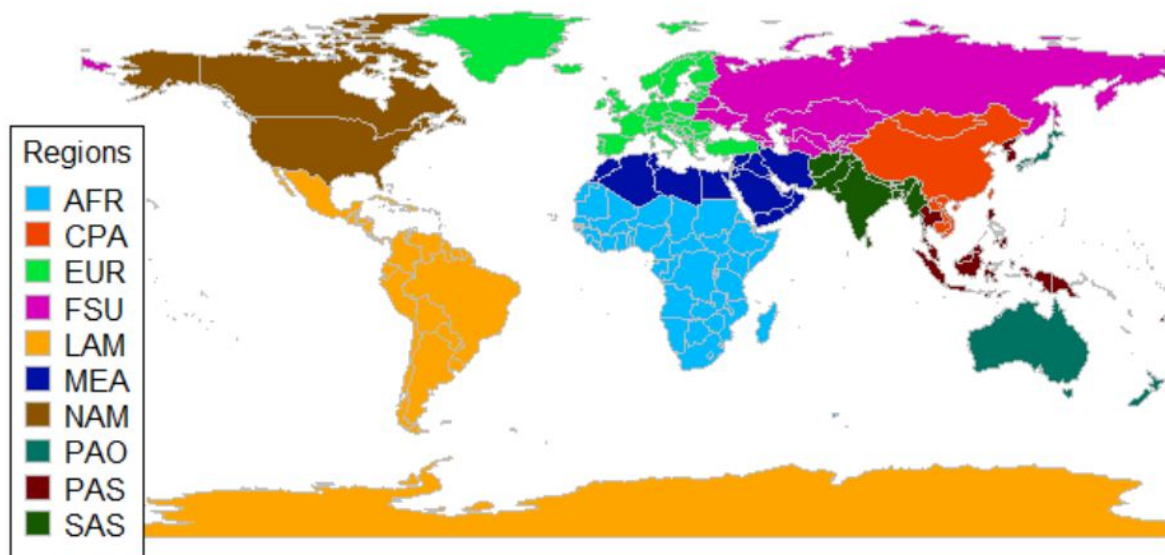 Regions
AFR
CPA
EUR
FSU
LAM
MEA
NAM
PAO
PAS
SAS